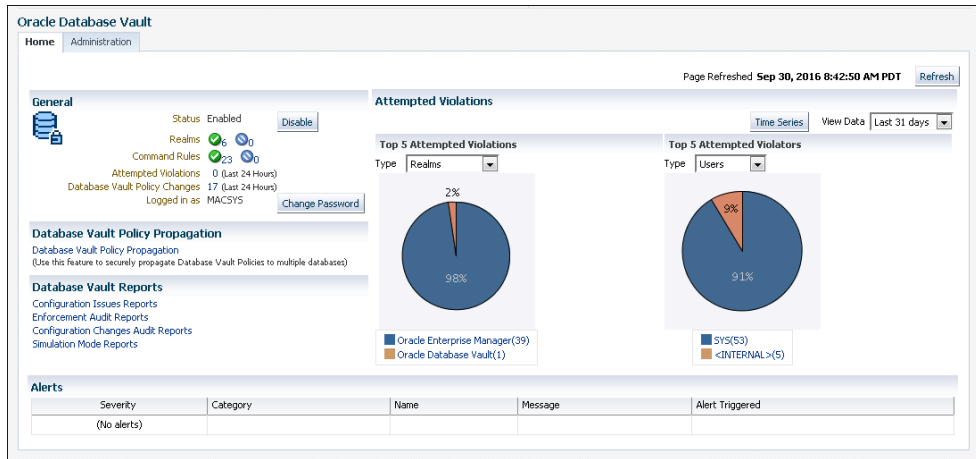 Oracle Database Vault
Home Administration
Page Refreshed Sep 30, 2016 8:42:50 AM PDT Refresh
General
Status Enabled Disable
Realms 6 0
Command Rules 23 0
Attempted Violations 0 (Last 24 Hours)
Database Vault Policy Changes 17 (Last 24 Hours)
Logged in as MACSYS Change Password
Database Vault Policy Propagation
Database Vault Policy Propagation
(Use this feature to securely propagate Database Vault Policies to multiple databases)
Database Vault Reports
Configuration Issues Reports
Enforcement Audit Reports
Configuration Changes Audit Reports
Simulation Mode Reports
Attempted Violations
Time Series View Data Last 31 days
Top 5 Attempted Violations
Type Realms
2%
98%
Oracle Enterprise Manager(39)
Oracle Database Vault(1)
Top 5 Attempted Violators
Type Users
9%
91%
SYS(53)
<INTERNAL>(5)
Alerts
Severity Category Name Message Alert Triggered
(No alerts)